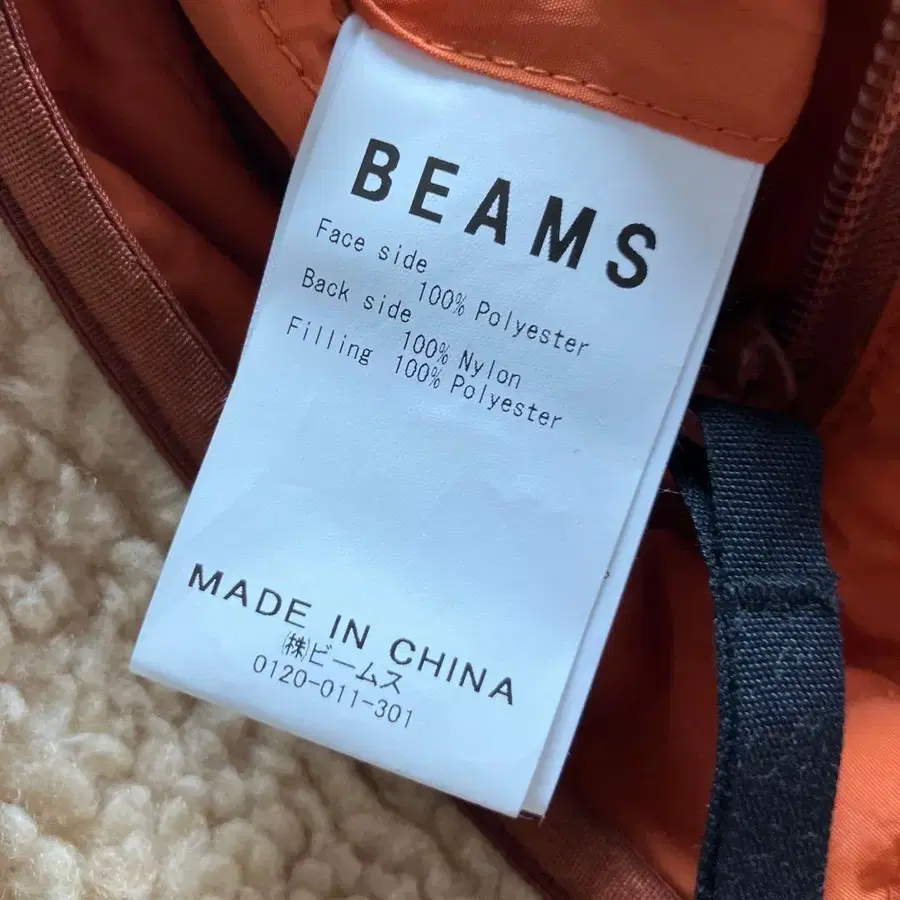 BEAMS
Face side
100% Polyester
Back side
100% Nylon
Filling 100% Polyester
MADE IN CHINA
㈱ビームス
0120-011-301